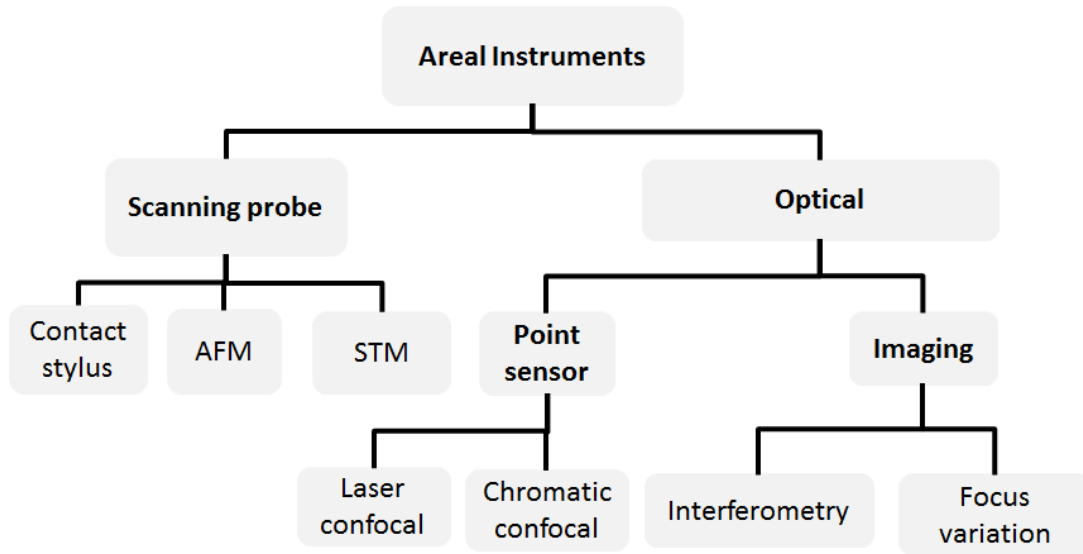 Areal Instruments
Scanning probe
Optical
Contact
stylus
AFM
STM
Point
sensor
Imaging
Laser
confocal
Chromatic
confocal
Interferometry
Focus
variation